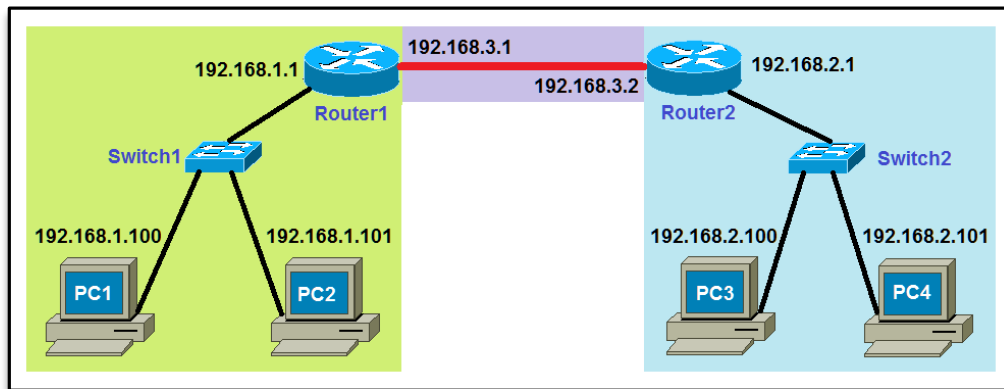 192.168.3.1
192.168.1.1
192.168.2.1
192.168.3.2
Router1
Router2
Switch1
Switch2
192.168.1.100
192.168.1.101
192.168.2.100
192.168.2.101
PC1
PC2
PC3
PC4